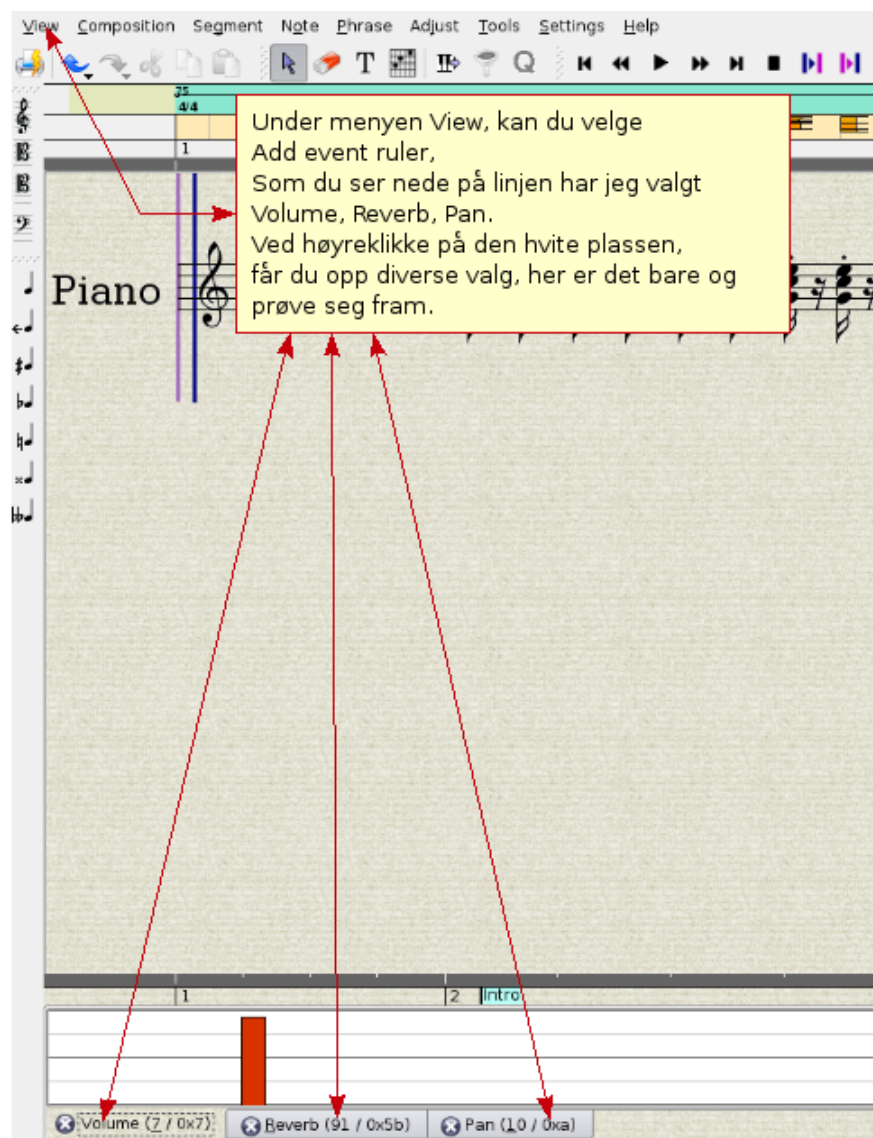 View Composition Segment Note Phrase Adjust Tools Settings Help
T Q
75
4/4
1
Under menyen View, kan du velge
Add event ruler,
Som du ser nede på linjen har jeg valgt
Volume, Reverb, Pan.
Ved høyreklikke på den hvite plassen,
får du opp diverse valg, her er det bare og
prøve seg fram.
Piano
1 2 Intro
Volume (7 / 0x7) Reverb (91 / 0x5b) Pan (10 / 0xa)